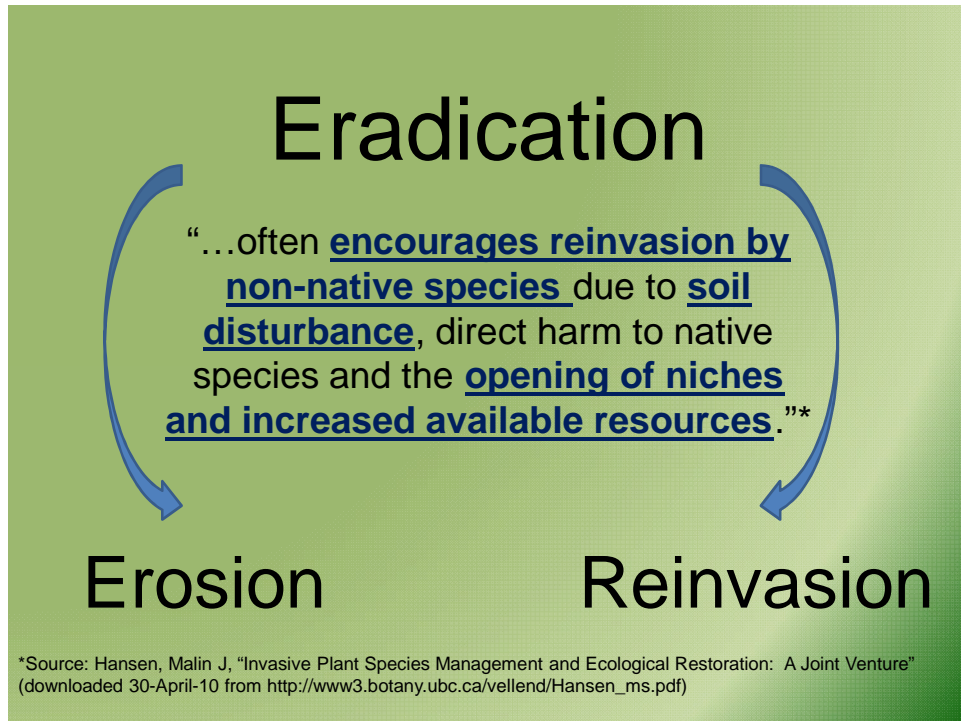 Eradication
“…often encourages reinvasion by
non-native species due to soil
disturbance, direct harm to native
species and the opening of niches
and increased available resources.”*
Erosion
Reinvasion
*Source: Hansen, Malin J, “Invasive Plant Species Management and Ecological Restoration:  A Joint Venture”
(downloaded 30-April-10 from http://www3.botany.ubc.ca/vellend/Hansen_ms.pdf)